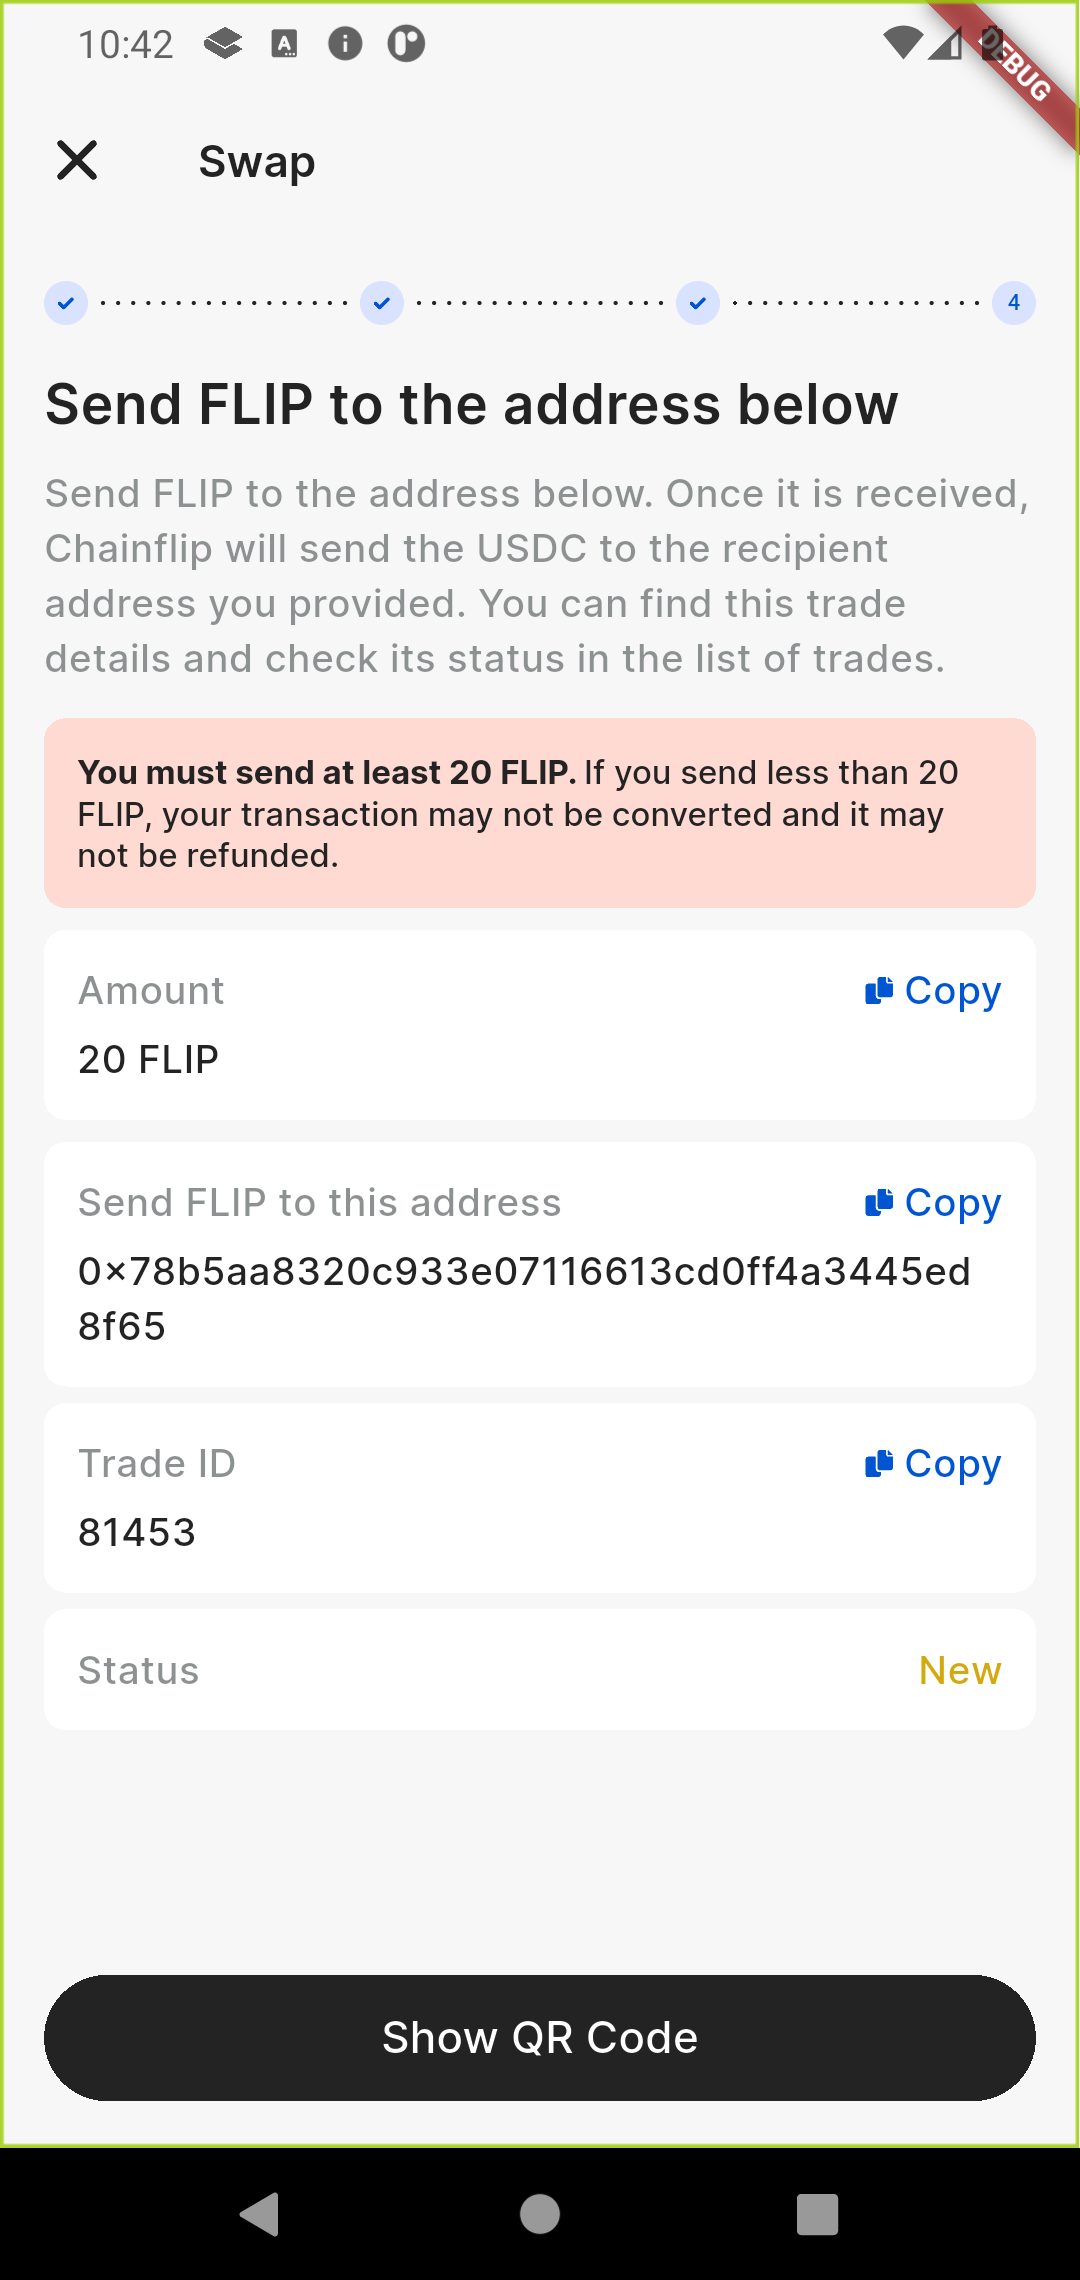 10:42
DEBUG
Swap
4
Send FLIP to the address below
Send FLIP to the address below. Once it is received,
Chainflip will send the USDC to the recipient
address you provided. You can find this trade
details and check its status in the list of trades.
You must send at least 20 FLIP. If you send less than 20
FLIP, your transaction may not be converted and it may
not be refunded.
Amount
Copy
20 FLIP
Send FLIP to this address
Copy
0x78b5aa8320c933e07116613cd0ff4a3445ed
8f65
Trade ID
Copy
81453
Status
New
Show QR Code